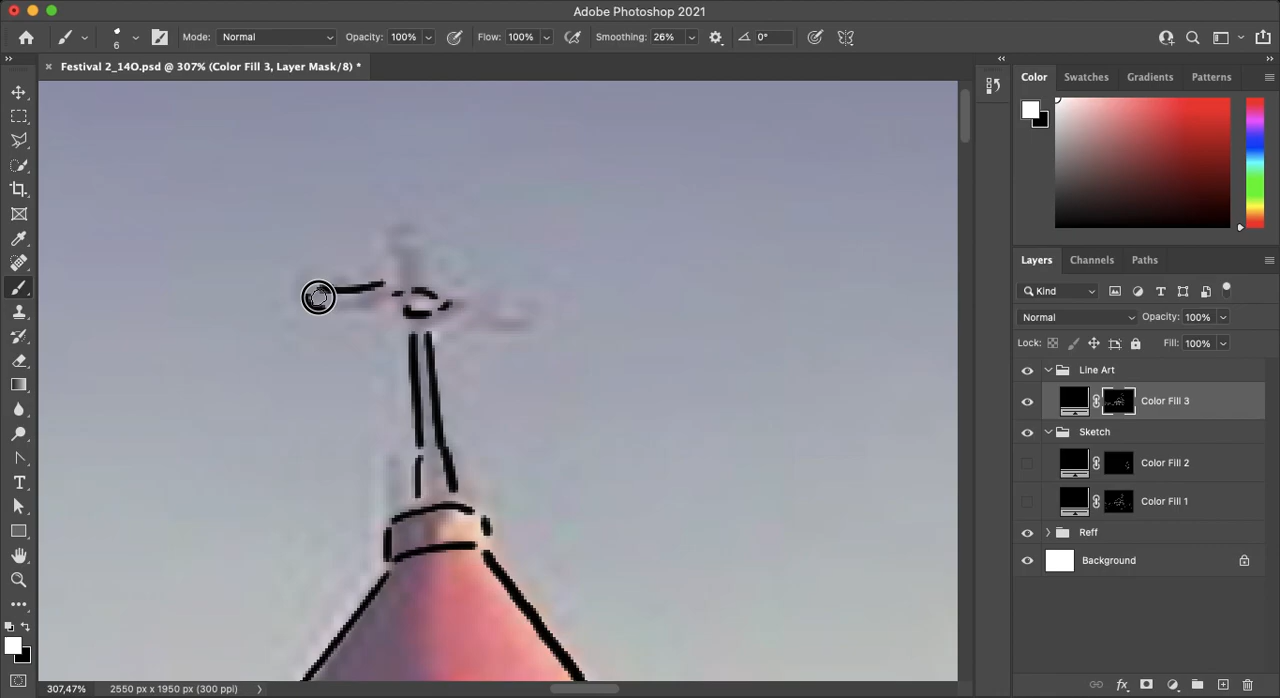 Adobe Photoshop 2021
6
Mode: Normal Opacity: 100% Flow: 100% Smoothing: 26% 0°
Festival 2_14O.psd @ 307% (Color Fill 3, Layer Mask/8) *
Color Swatches Gradients Patterns
Layers Channels Paths
Kind
Normal Opacity: 100%
Lock: Fill: 100%
Line Art
Color Fill 3
Sketch
Color Fill 2
Color Fill 1
Reff
Background
307,47% 2550 px x 1950 px (300 ppi)